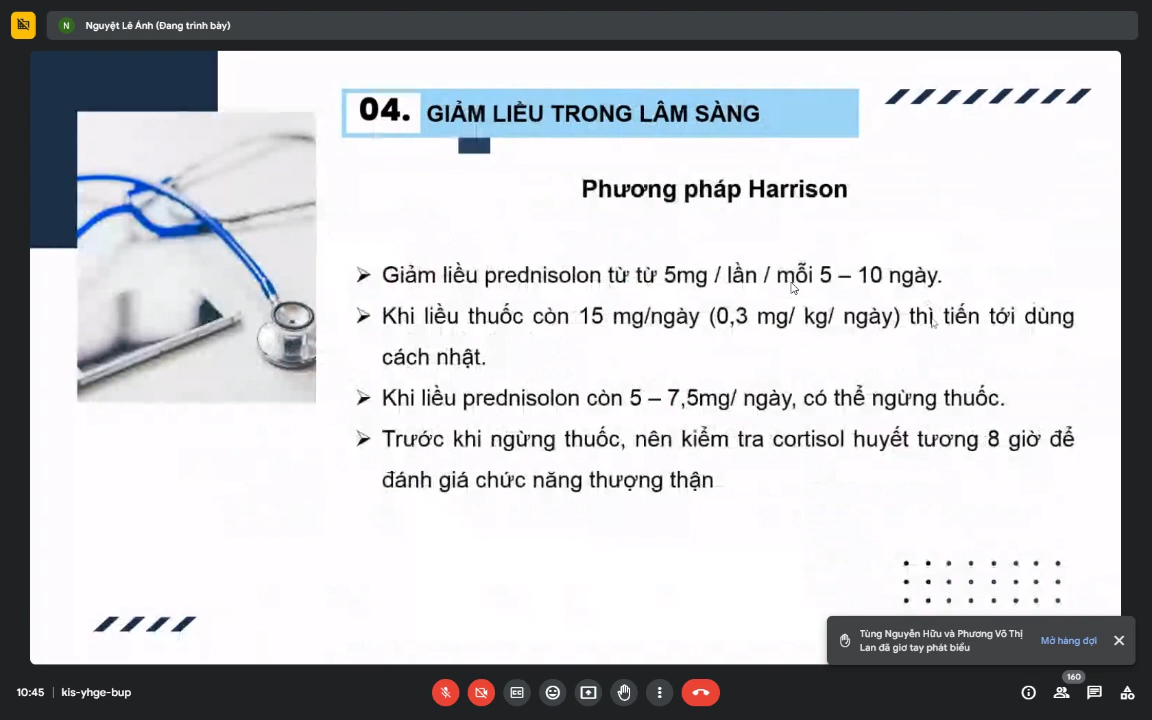 N Nguyệt Lê Ánh (Đang trình bày)
04. GIẢM LIỀU TRONG LÂM SÀNG
Phương pháp Harrison
➢ Giảm liều prednisolon từ từ 5mg / lần / mỗi 5 – 10 ngày.
➢ Khi liều thuốc còn 15 mg/ngày (0,3 mg/ kg/ ngày) thì tiến tới dùng
cách nhật.
➢ Khi liều prednisolon còn 5 – 7,5mg/ ngày, có thể ngừng thuốc.
➢ Trước khi ngừng thuốc, nên kiểm tra cortisol huyết tương 8 giờ để
đánh giá chức năng thượng thận
Tùng Nguyễn Hữu và Phương Võ Thị
Lan đã giơ tay phát biểu
Mở hàng đợi
10:45 | kis-yhge-bup
160